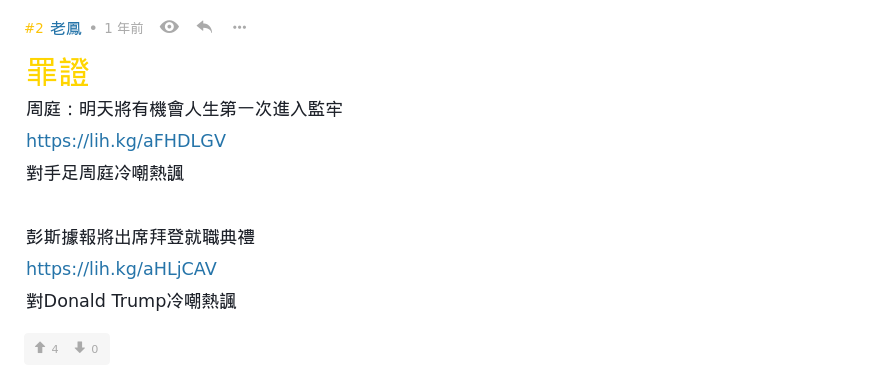 #2 老鳳 • 1 年前
罪證
周庭：明天將有機會人生第一次進入監牢
https://lih.kg/aFHDLGV
對手足周庭冷嘲熱諷
彭斯據報將出席拜登就職典禮
https://lih.kg/aHLjCAV
對Donald Trump冷嘲熱諷
4 0